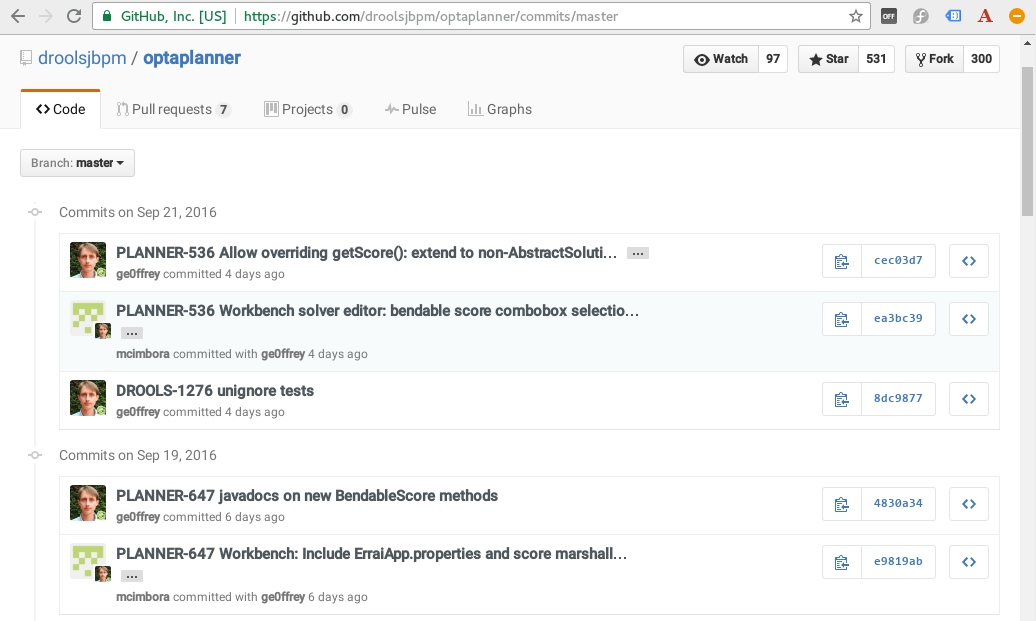 GitHub, Inc. [US] https://github.com/droolsjbpm/optaplanner/commits/master OFF A
droolsjbpm / optaplanner Watch 97 Star 531 Fork 300
Code Pull requests 7 Projects 0 Pulse Graphs
Branch: master
Commits on Sep 21, 2016
PLANNER-536 Allow overriding getScore(): extend to non-AbstractSoluti… … cec03d7
ge0ffrey committed 4 days ago
PLANNER-536 Workbench solver editor: bendable score combobox selectio… ea3bc39
…
mcimbora committed with ge0ffrey 4 days ago
DROOLS-1276 unignore tests 8dc9877
ge0ffrey committed 4 days ago
Commits on Sep 19, 2016
PLANNER-647 javadocs on new BendableScore methods 4830a34
ge0ffrey committed 6 days ago
PLANNER-647 Workbench: Include ErraiApp.properties and score marshall… e9819ab
…
mcimbora committed with ge0ffrey 6 days ago